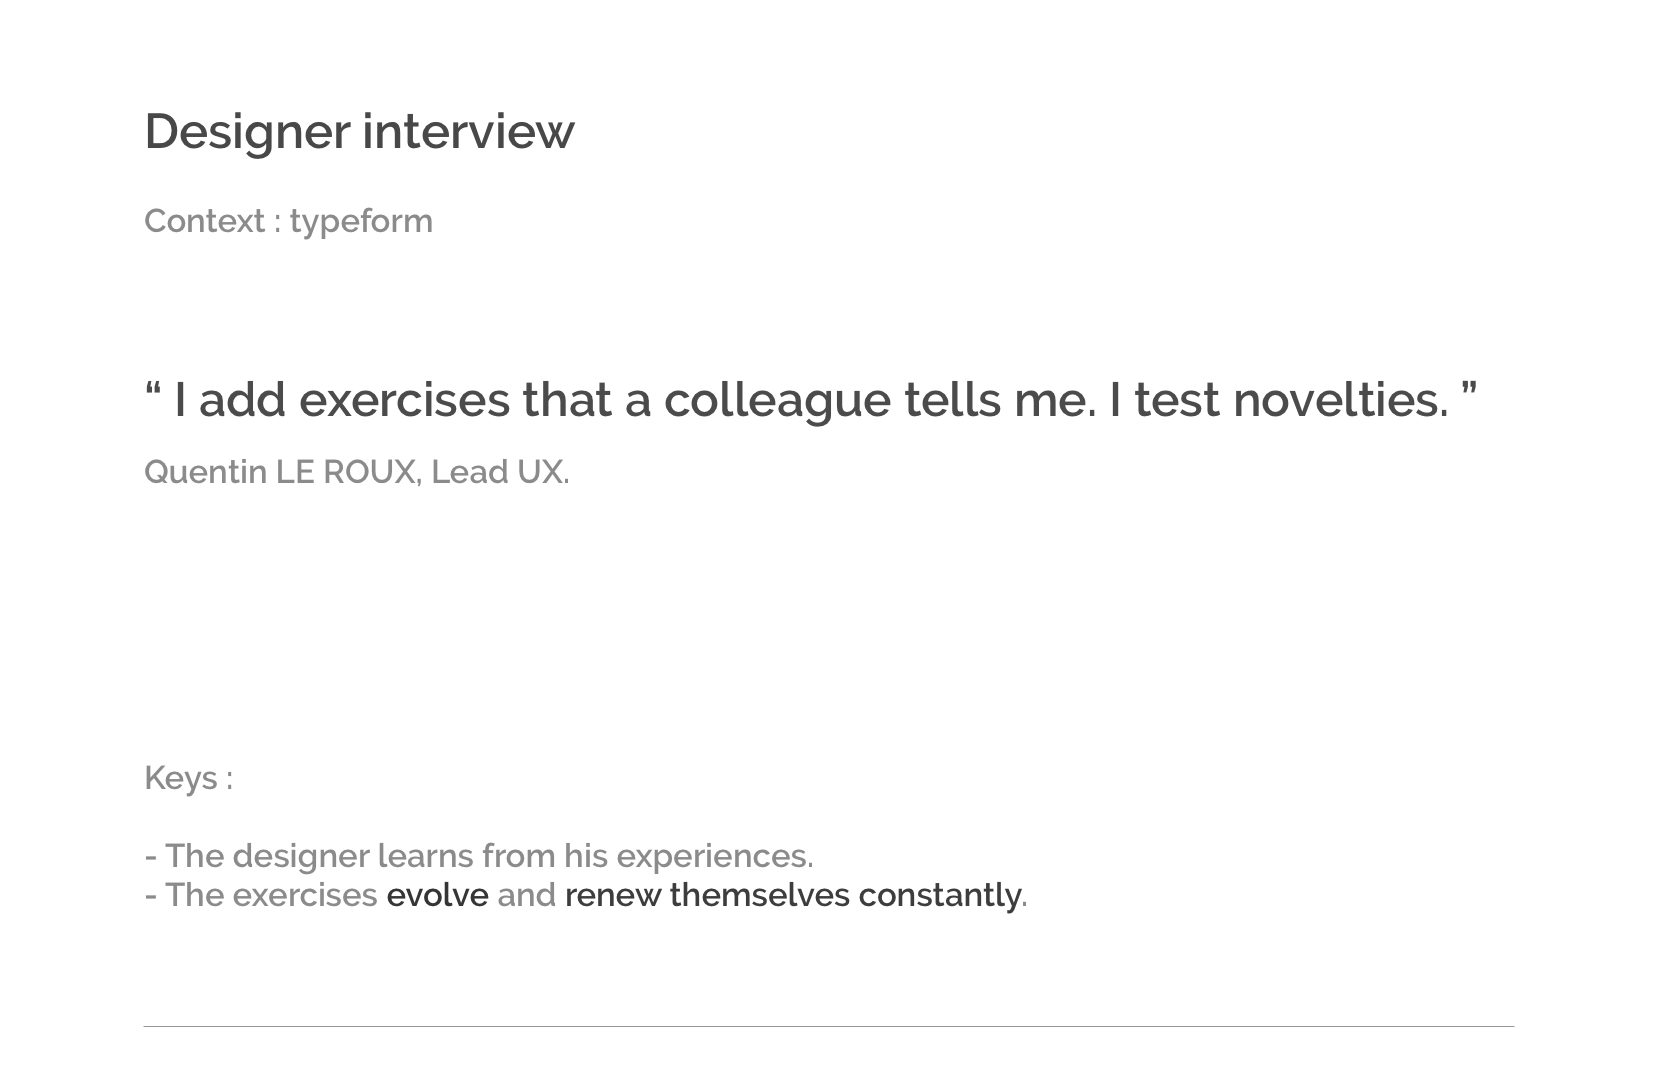 Designer interview
Context : typeform
“ I add exercises that a colleague tells me. I test novelties. ”
Quentin LE ROUX, Lead UX.
Keys :
- The designer learns from his experiences.
- The exercises evolve and renew themselves constantly.